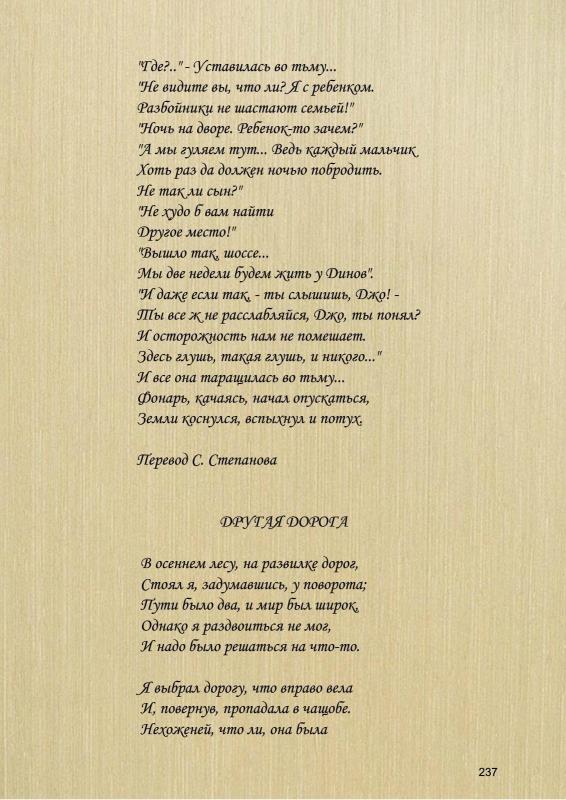 "Где?.." - Уставилась во тьму...
"Не видите вы, что ли? Я с ребенком.
Разбойники не шастают семьей!"
"Ночь на дворе. Ребенок-то зачем?"
"А мы гуляем тут... Ведь каждый мальчик
Хоть раз да должен ночью побродить.
Не так ли сын?"
"Не худо б вам найти
Другое место!"
"Вышло так, шоссе...
Мы две недели будем жить у Динов".
"И даже если так, - ты слышишь, Джо! -
Ты все ж не расслабляйся, Джо, ты понял?
И осторожность нам не помешает.
Здесь глушь, такая глушь, и никого..."
И все она таращилась во тьму...
Фонарь, качаясь, начал опускаться,
Земли коснулся, вспыхнул и потух.
Перевод С. Степанова
ДРУГАЯ ДОРОГА
В осеннем лесу, на развилке дорог,
Стоял я, задумавшись, у поворота;
Пути было два, и мир был широк,
Однако я раздвоиться не мог,
И надо было решаться на что-то.
Я выбрал дорогу, что вправо вела
И, повернув, пропадала в чащобе.
Нехоженей, что ли, она была
237